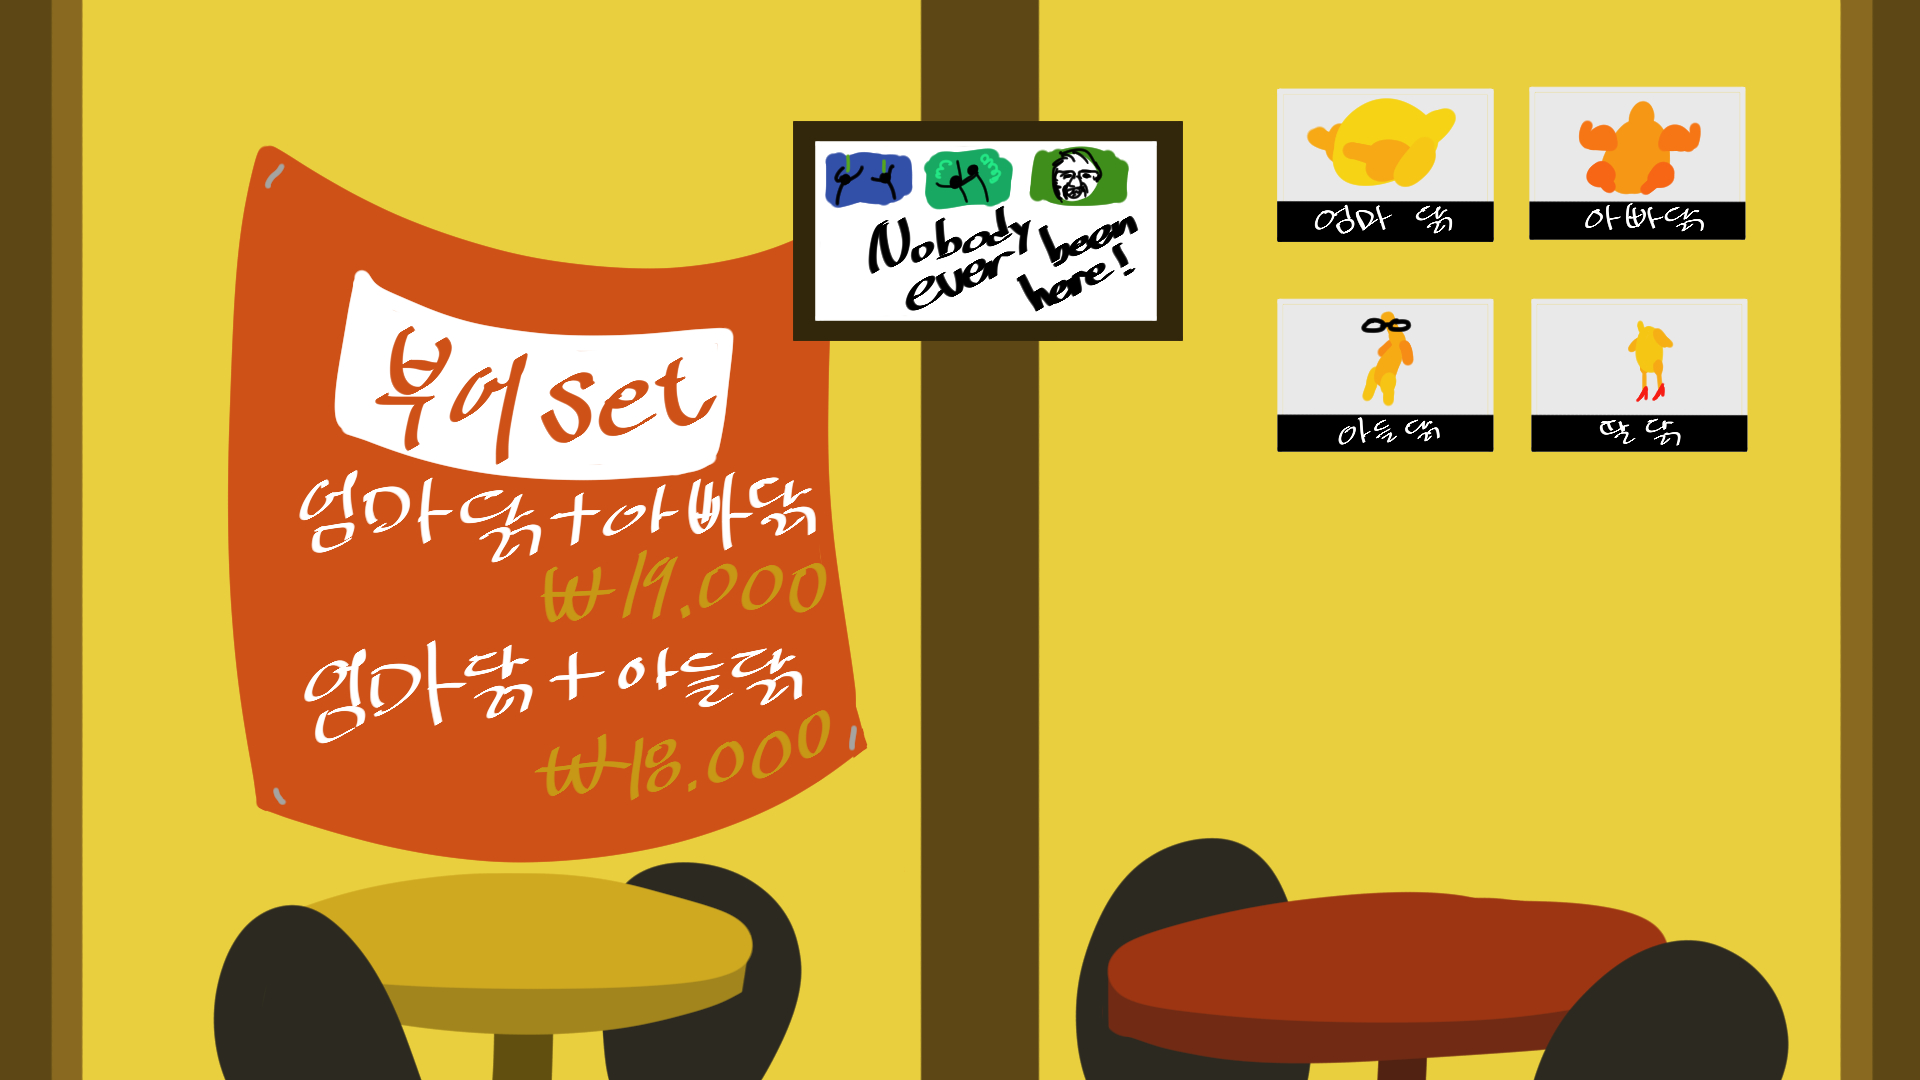 부어set
엄마닭+아빠닭
₩19.000
엄마닭+아들닭
₩18.000
Nobody
ever been
here!
엄마 닭
아빠닭
아들닭
딸닭